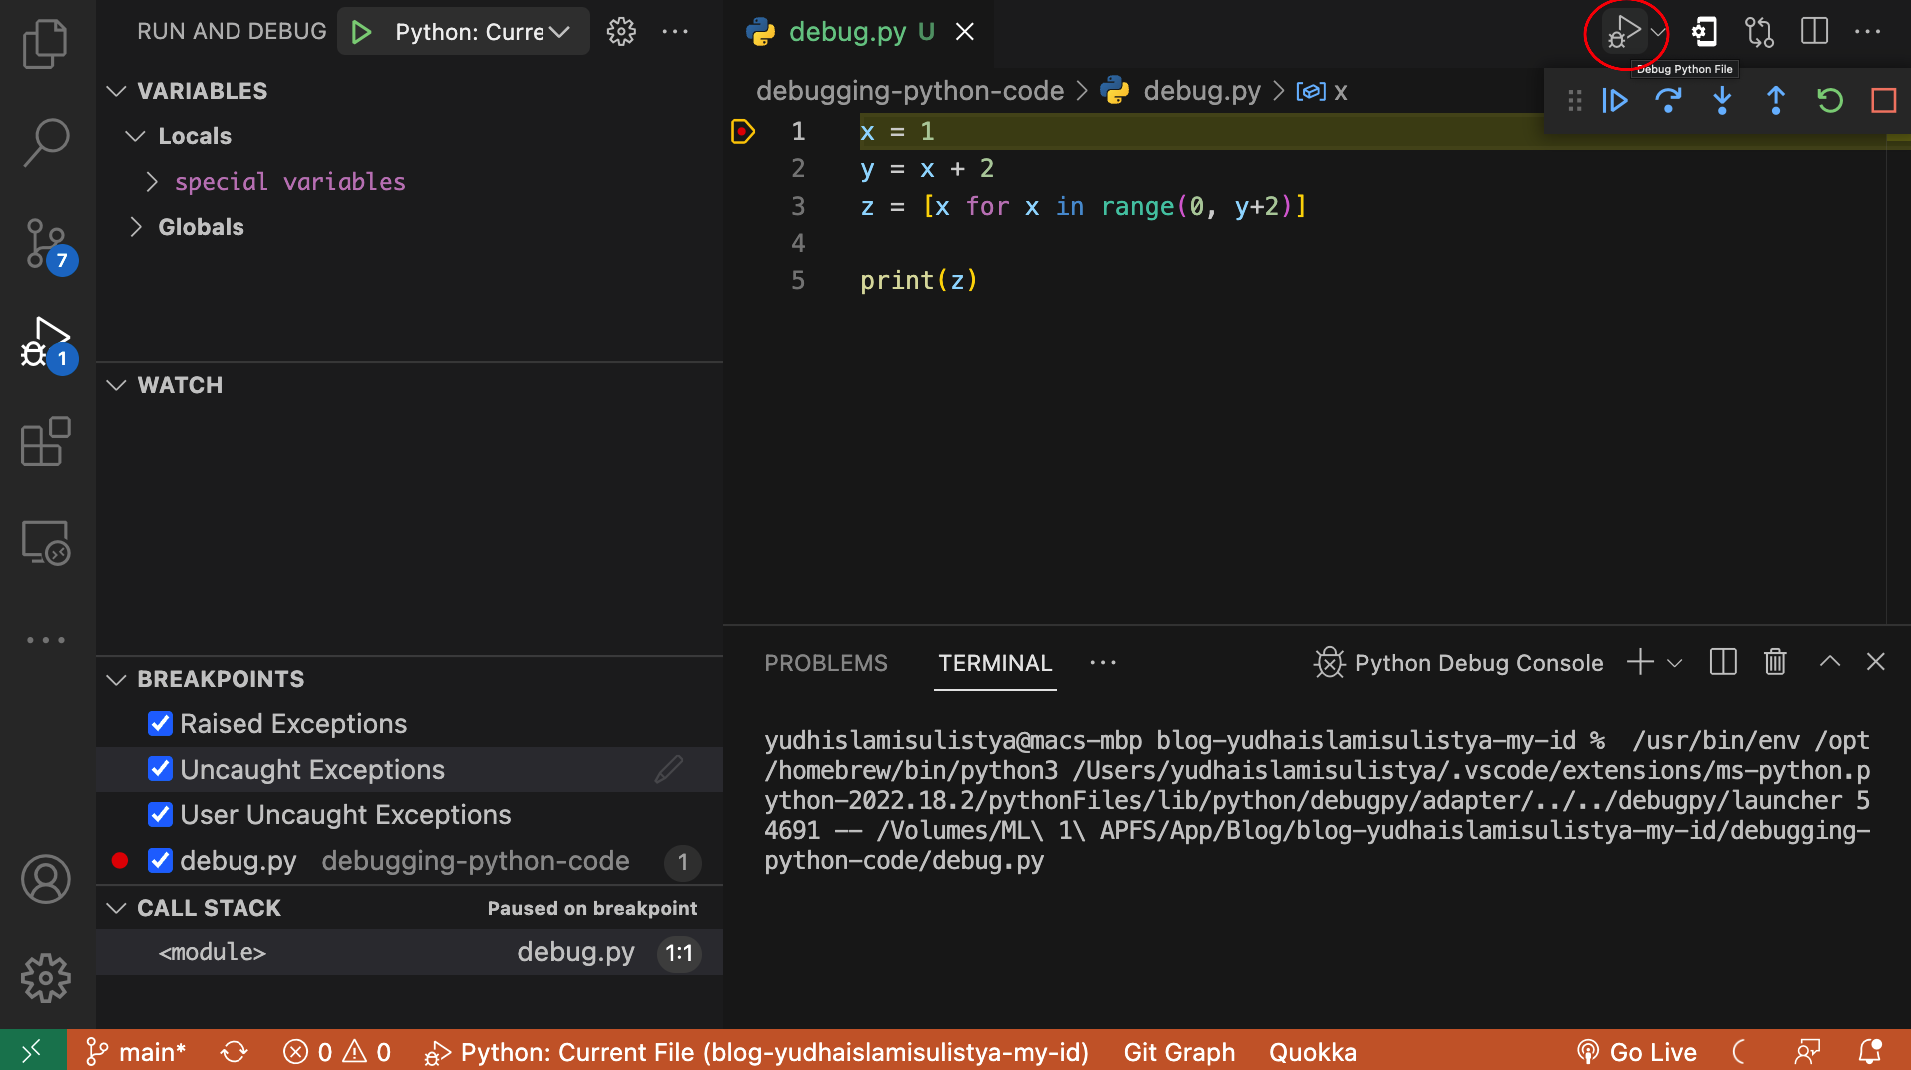 RUN AND DEBUG
Python: Curre
debug.py U
Debug Python File
VARIABLES
Locals
special variables
Globals
debugging-python-code > debug.py > x
1 x = 1
2 y = x + 2
3 z = [x for x in range(0, y+2)]
4
5 print(z)
7
1
WATCH
BREAKPOINTS
Raised Exceptions
Uncaught Exceptions
User Uncaught Exceptions
debug.py debugging-python-code 1
CALL STACK Paused on breakpoint
<module> debug.py 1:1
PROBLEMS TERMINAL Python Debug Console
yudhislamisulistya@macs-mbp blog-yudhaislamisulistya-my-id % /usr/bin/env /opt
/homebrew/bin/python3 /Users/yudhaislamisulistya/.vscode/extensions/ms-python.p
ython-2022.18.2/pythonFiles/lib/python/debugpy/adapter/../../debugpy/launcher 5
4691 -- /Volumes/ML\ 1\ APFS/App/Blog/blog-yudhaislamisulistya-my-id/debugging-
python-code/debug.py
main* 0 0 Python: Current File (blog-yudhaislamisulistya-my-id) Git Graph Quokka Go Live